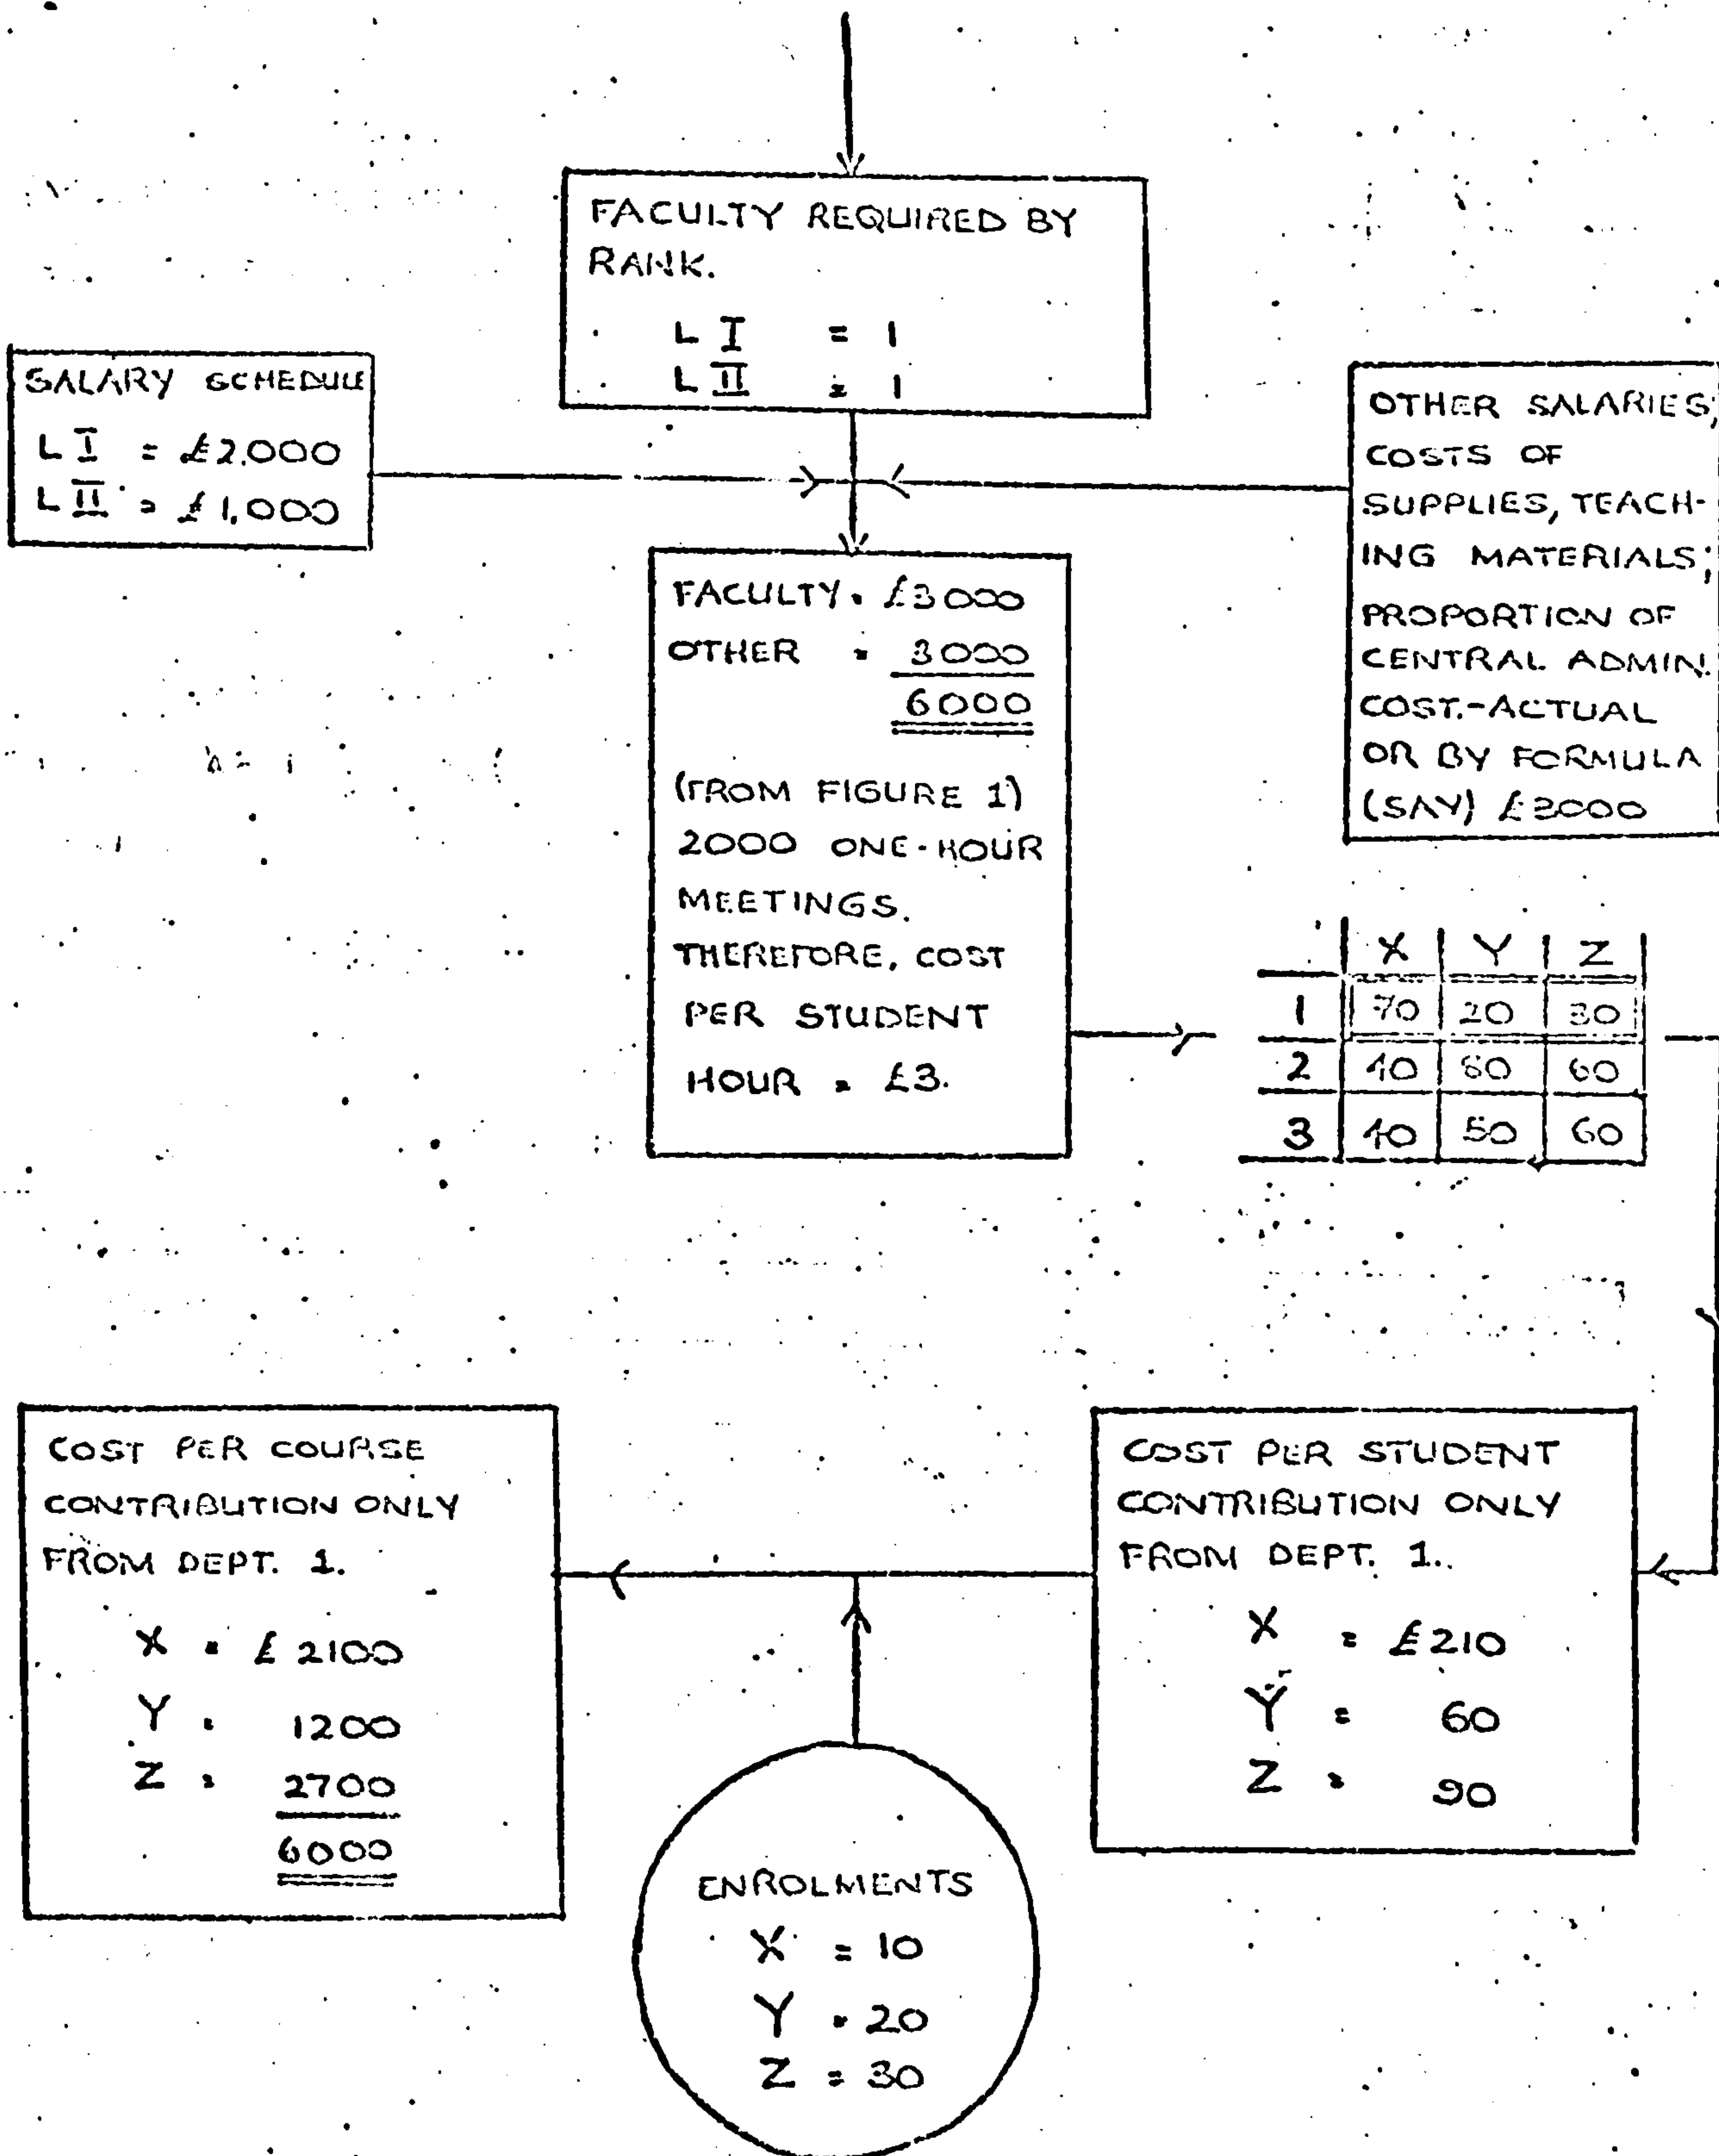 FACULTY REQUIRED BY
RANK.
L I = 1
L II = 1
SALARY SCHEDULE
L I = £2,000
L II = £1,000
OTHER SALARIES;
COSTS OF
SUPPLIES, TEACH-
ING MATERIALS;
PROPORTION OF
CENTRAL ADMIN.
COST.-ACTUAL
OR BY FORMULA
(SAY) £3000
FACULTY = £3000
OTHER = 3000
6000
(FROM FIGURE 1)
2000 ONE-HOUR
MEETINGS.
THEREFORE, COST
PER STUDENT
HOUR = £3.
X Y Z
1 70 20 30
2 40 60
3 40 50 60
COST PER STUDENT
CONTRIBUTION ONLY
FROM DEPT. 1.
X = £210
Y = 60
Z = 90
COST PER COURSE
CONTRIBUTION ONLY
FROM DEPT. 1.
X = £2100
Y = 1200
Z = 2700
6000
ENROLMENTS
X = 10
Y = 20
Z = 30